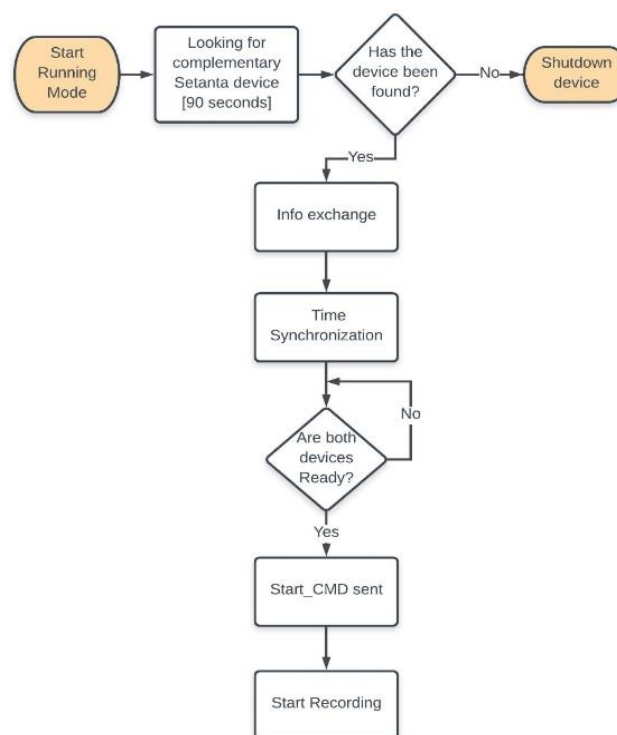 Start
Running
Mode
Looking for
complementary
Setanta device
[90 seconds]
Has the
device been
found?
No
Shutdown
device
Yes
Info exchange
Time
Synchronization
No
Are both
devices
Ready?
Yes
Start_CMD sent
Start Recording